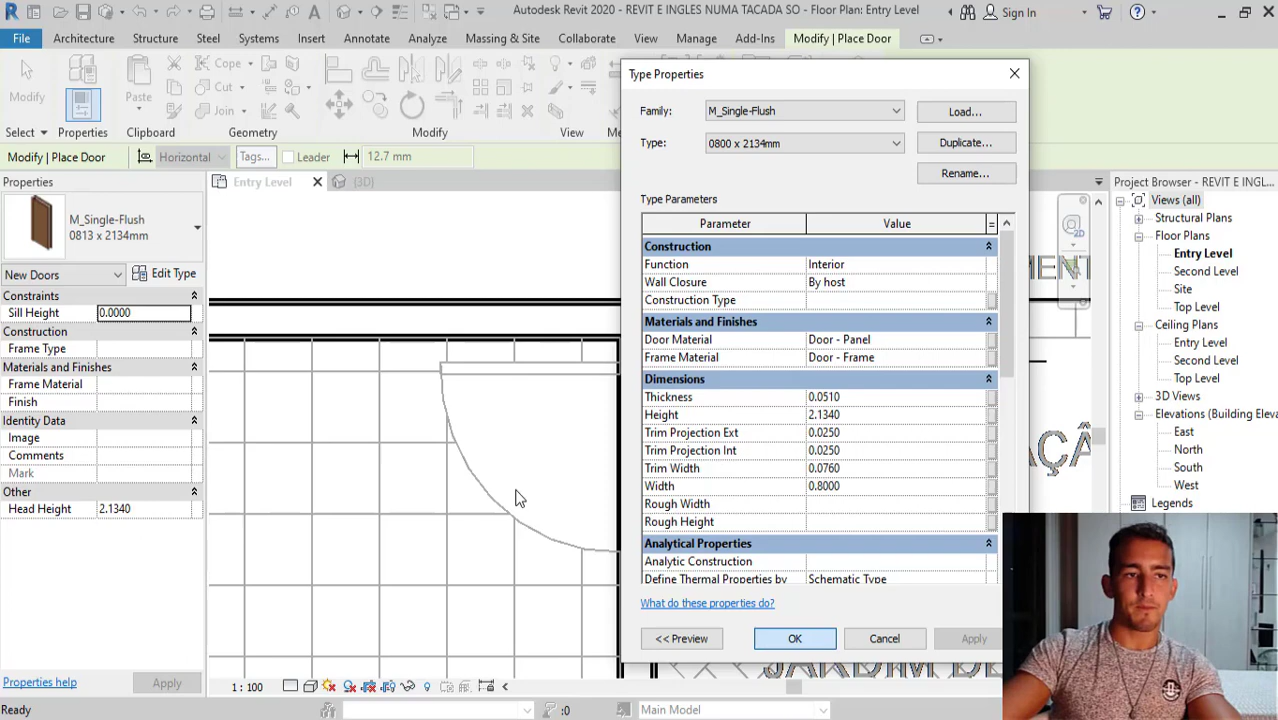 Autodesk Revit 2020 - REVIT E INGLES NUMA TACADA SO - Floor Plan: Entry Level
Sign In
File Architecture Structure Steel Systems Insert Annotate Analyze Massing & Site Collaborate View Manage Add-Ins Modify | Place Door
Modify
Paste
Cope
Cut
Join
Select Properties Clipboard Geometry Modify View
Modify | Place Door Horizontal Tags... Leader 12.7 mm
Properties
M_Single-Flush
0813 x 2134mm
New Doors Edit Type
Constraints
Sill Height 0.0000
Construction
Frame Type
Materials and Finishes
Frame Material
Finish
Identity Data
Image
Comments
Mark
Other
Head Height 2.1340
Properties help Apply
Entry Level {3D}
Type Properties
Family: M_Single-Flush Load...
Type: 0800 x 2134mm Duplicate...
Rename...
Type Parameters
Parameter Value =
Construction
Function Interior
Wall Closure By host
Construction Type
Materials and Finishes
Door Material Door - Panel
Frame Material Door - Frame
Dimensions
Thickness 0.0510
Height 2.1340
Trim Projection Ext 0.0250
Trim Projection Int 0.0250
Trim Width 0.0760
Width 0.8000
Rough Width
Rough Height
Analytical Properties
Analytic Construction
Define Thermal Properties by Schematic Type
What do these properties do?
<< Preview OK Cancel Apply
2D
Project Browser - REVIT E INGL
Views (all)
Structural Plans
Floor Plans
Entry Level
Second Level
Site
Top Level
Ceiling Plans
Entry Level
Second Level
Top Level
3D Views
Elevations (Building Eleva
East
North
South
West
Legends
1 : 100
Ready
:0
Main Model